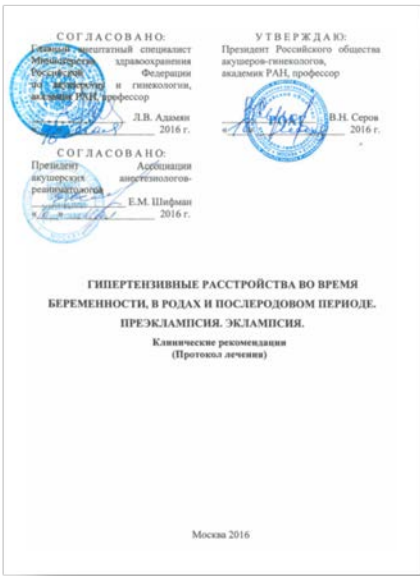 СОГЛАСОВАНО:
Главный внештатный специалист
Министерства здравоохранения
Российской Федерации
по акушерству и гинекологии,
академик РАН, профессор
Л.В. Адамян
2016 г.
УТВЕРЖДАЮ:
Президент Российского общества
акушеров-гинекологов,
академик РАН, профессор
В.Н. Серов
2016 г.
СОГЛАСОВАНО:
Президент Ассоциации
акушерских анестезиологов-
реаниматологов
Е.М. Шифман
2016 г.
ГИПЕРТЕНЗИВНЫЕ РАССТРОЙСТВА ВО ВРЕМЯ
БЕРЕМЕННОСТИ, В РОДАХ И ПОСЛЕРОДОВОМ ПЕРИОДЕ.
ПРЕЭКЛАМПСИЯ. ЭКЛАМПСИЯ.
Клинические рекомендации
(Протокол лечения)
Москва 2016